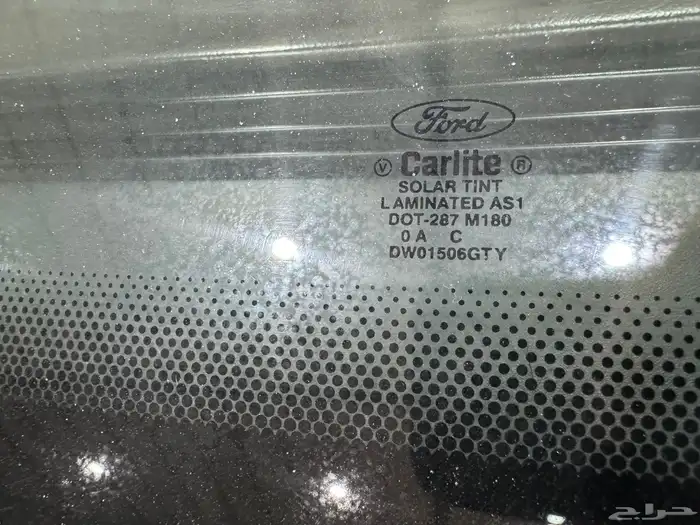 Ford
V Carlite R
SOLAR TINT
LAMINATED AS1
DOT-287 M180
0 A C
DW01506GTY
حراج